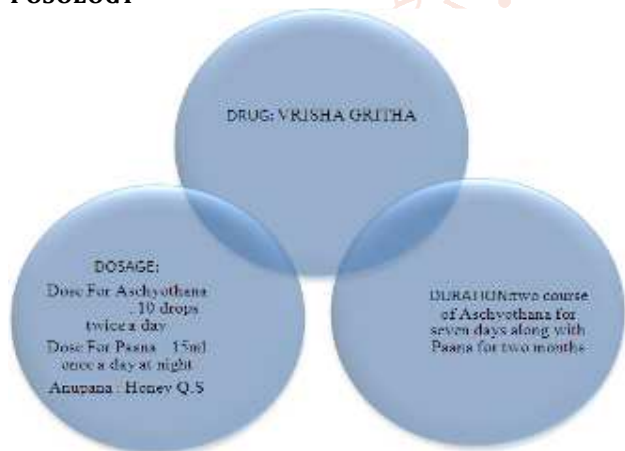 POSOLOGY
DRUG: VRISHA GRITHA
DOSAGE:
Dose For Aschyothana
: 10 drops
twice a day
Dose For Paana : 15ml
once a day at night
Anupana : Honey Q.S
DURATION:two course
of Aschyothana for
seven days along with
Paana for two months